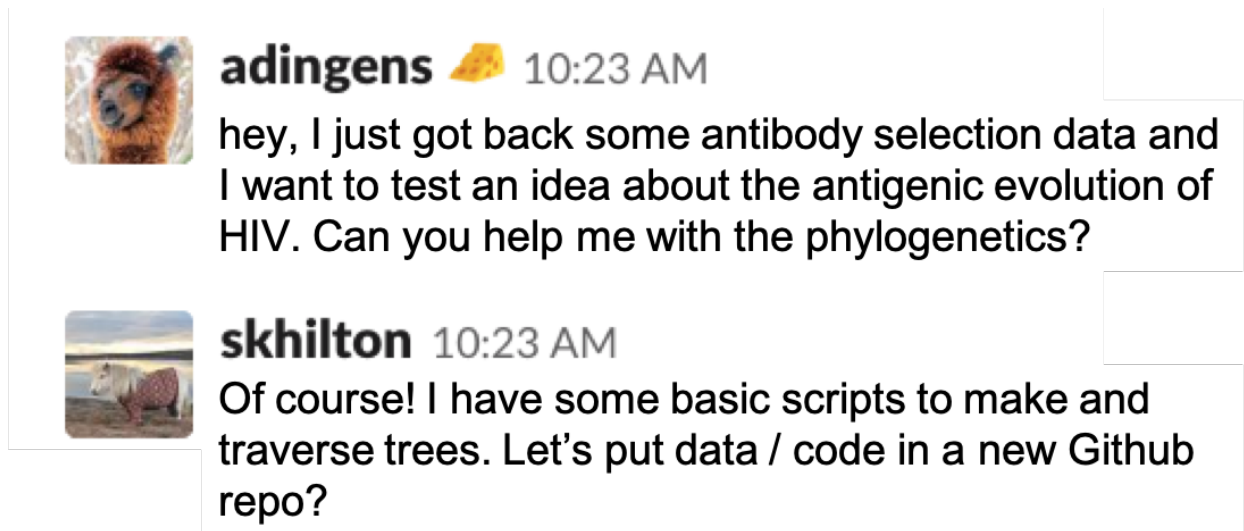 adingens 🧀 10:23 AM
hey, I just got back some antibody selection data and
I want to test an idea about the antigenic evolution of
HIV. Can you help me with the phylogenetics?
skhilton 10:23 AM
Of course! I have some basic scripts to make and
traverse trees. Let’s put data / code in a new Github
repo?